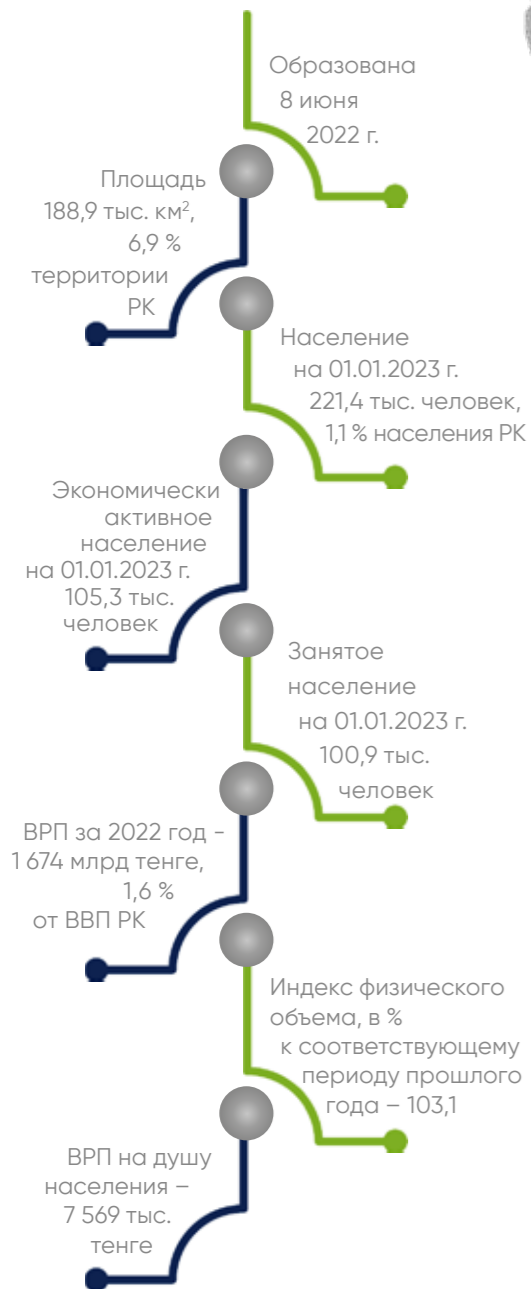 Образована
8 июня
2022 г.
Площадь
188,9 тыс. км²,
6,9 %
территории
РК
Население
на 01.01.2023 г.
221,4 тыс. человек,
1,1 % населения РК
Экономически
активное
население
на 01.01.2023 г.
105,3 тыс.
человек
Занятое
население
на 01.01.2023 г.
100,9 тыс.
человек
ВРП за 2022 год -
1 674 млрд тенге,
1,6 %
от ВВП РК
Индекс физического
объема, в %
к соответствующему
периоду прошлого
года – 103,1
ВРП на душу
населения –
7 569 тыс.
тенге